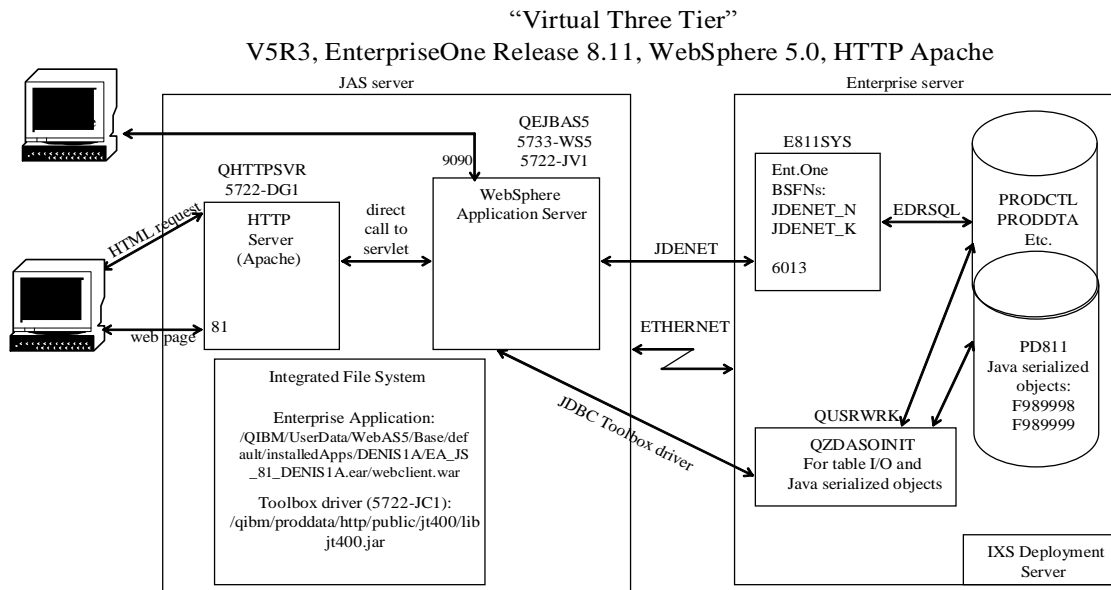 “Virtual Three Tier”
V5R3, EnterpriseOne Release 8.11, WebSphere 5.0, HTTP Apache
JAS server
Enterprise server
QEJBAS5
5733-WS5
5722-JV1
9090
QHTTPSVR
5722-DG1
HTTP
Server
(Apache)
81
HTML request
web page
direct
call to
servlet
WebSphere
Application Server
JDENET
ETHERNET
JDBC Toolbox driver
E811SYS
Ent.One
BSFNs:
JDENET_N
JDENET_K
6013
EDRSQL
PRODCTL
PRODDTA
Etc.
PD811
Java serialized
objects:
F989998
F989999
QUSRWRK
QZDASOINIT
For table I/O and
Java serialized objects
IXS Deployment
Server
Integrated File System
Enterprise Application:
/QIBM/UserData/WebAS5/Base/def
ault/installedApps/DENIS1A/EA_JS
_81_DENIS1A.ear/webclient.war
Toolbox driver (5722-JC1):
/qibm/proddata/http/public/jt400/lib
jt400.jar